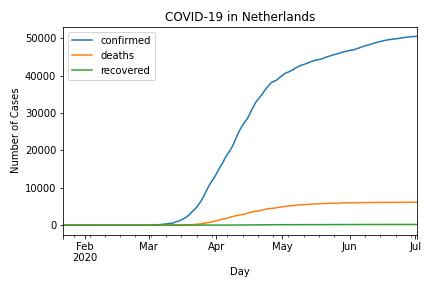 COVID-19 in Netherlands
confirmed
deaths
recovered
Number of Cases
50000
40000
30000
20000
10000
0
Feb
2020
Mar
Apr
May
Jun
Jul
Day